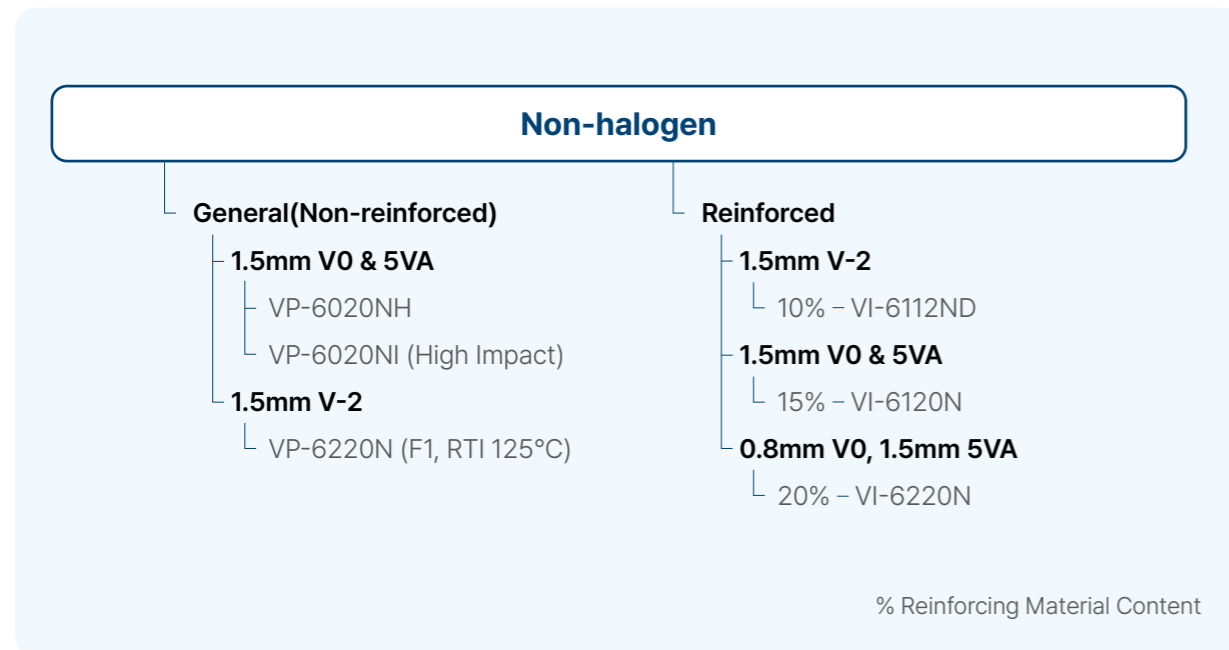 Non-halogen
General(Non-reinforced)
1.5mm V0 & 5VA
VP-6020NH
VP-6020NI (High Impact)
1.5mm V-2
VP-6220N (F1, RTI 125°C)
Reinforced
1.5mm V-2
10% – VI-6112ND
1.5mm V0 & 5VA
15% – VI-6120N
0.8mm V0, 1.5mm 5VA
20% – VI-6220N
% Reinforcing Material Content